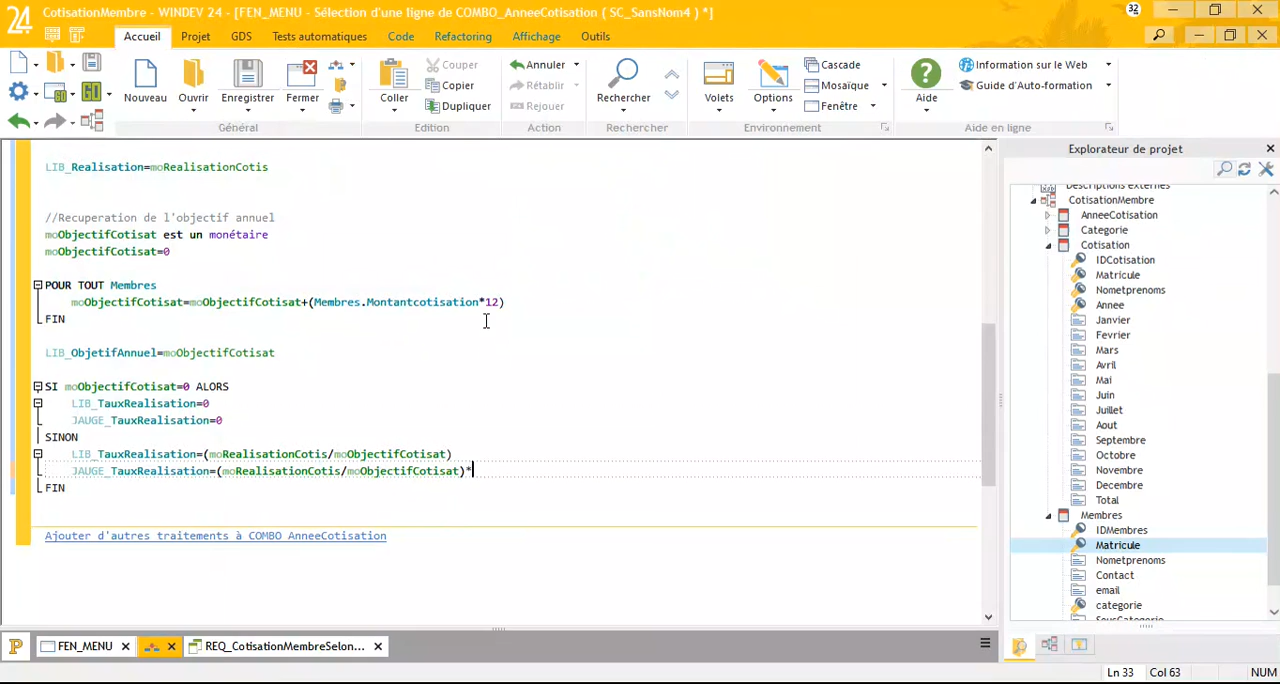 24
CotisationMembre - WINDEV 24 - [FEN_MENU - Sélection d'une ligne de COMBO_AnneeCotisation ( SC_SansNom4 ) *]
32
Accueil Projet GDS Tests automatiques Code Refactoring Affichage Outils
Nouveau Ouvrir Enregistrer Fermer
Général
Coller Couper Copier Dupliquer
Edition
Annuler Rétablir Rejouer
Action
Rechercher
Rechercher
Volets Options Cascade Mosaïque Fenêtre
Environnement
Aide Information sur le Web Guide d'Auto-formation
Aide en ligne
LIB_Realisation=moRealisationCotis
//Recuperation de l'objectif annuel
moObjectifCotisat est un monétaire
moObjectifCotisat=0
POUR TOUT Membres
moObjectifCotisat=moObjectifCotisat+(Membres.Montantcotisation*12)
FIN
LIB_ObjetifAnnuel=moObjectifCotisat
SI moObjectifCotisat=0 ALORS
LIB_TauxRealisation=0
JAUGE_TauxRealisation=0
SINON
LIB_TauxRealisation=(moRealisationCotis/moObjectifCotisat)
JAUGE_TauxRealisation=(moRealisationCotis/moObjectifCotisat)*
FIN
Ajouter d'autres traitements à COMBO_AnneeCotisation
Explorateur de projet
Descriptions externes
CotisationMembre
AnneeCotisation
Categorie
Cotisation
IDCotisation
Matricule
Nometprenoms
Annee
Janvier
Fevrier
Mars
Avril
Mai
Juin
Juillet
Aout
Septembre
Octobre
Novembre
Decembre
Total
Membres
IDMembres
Matricule
Nometprenoms
Contact
email
categorie
SousCategorie
P FEN_MENU REQ_CotisationMembreSelon...
Ln 33 Col 63 NUM